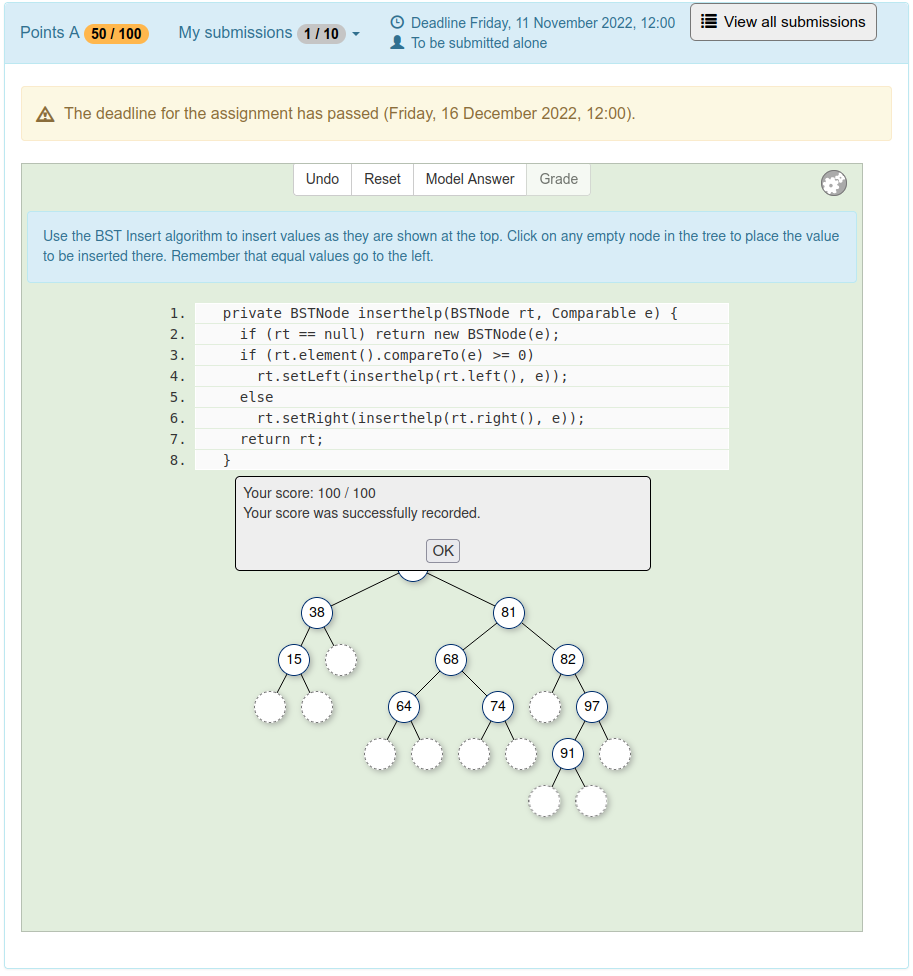 Points A 50 / 100 My submissions 1 / 10
Deadline Friday, 11 November 2022, 12:00
To be submitted alone
View all submissions
The deadline for the assignment has passed (Friday, 16 December 2022, 12:00).
Undo Reset Model Answer Grade
Use the BST Insert algorithm to insert values as they are shown at the top. Click on any empty node in the tree to place the value
to be inserted there. Remember that equal values go to the left.
1. private BSTNode inserthelp(BSTNode rt, Comparable e) {
2. if (rt == null) return new BSTNode(e);
3. if (rt.element().compareTo(e) >= 0)
4. rt.setLeft(inserthelp(rt.left(), e));
5. else
6. rt.setRight(inserthelp(rt.right(), e));
7. return rt;
8. }
Your score: 100 / 100
Your score was successfully recorded.
OK
38 81
15 68 82
64 74 97
91